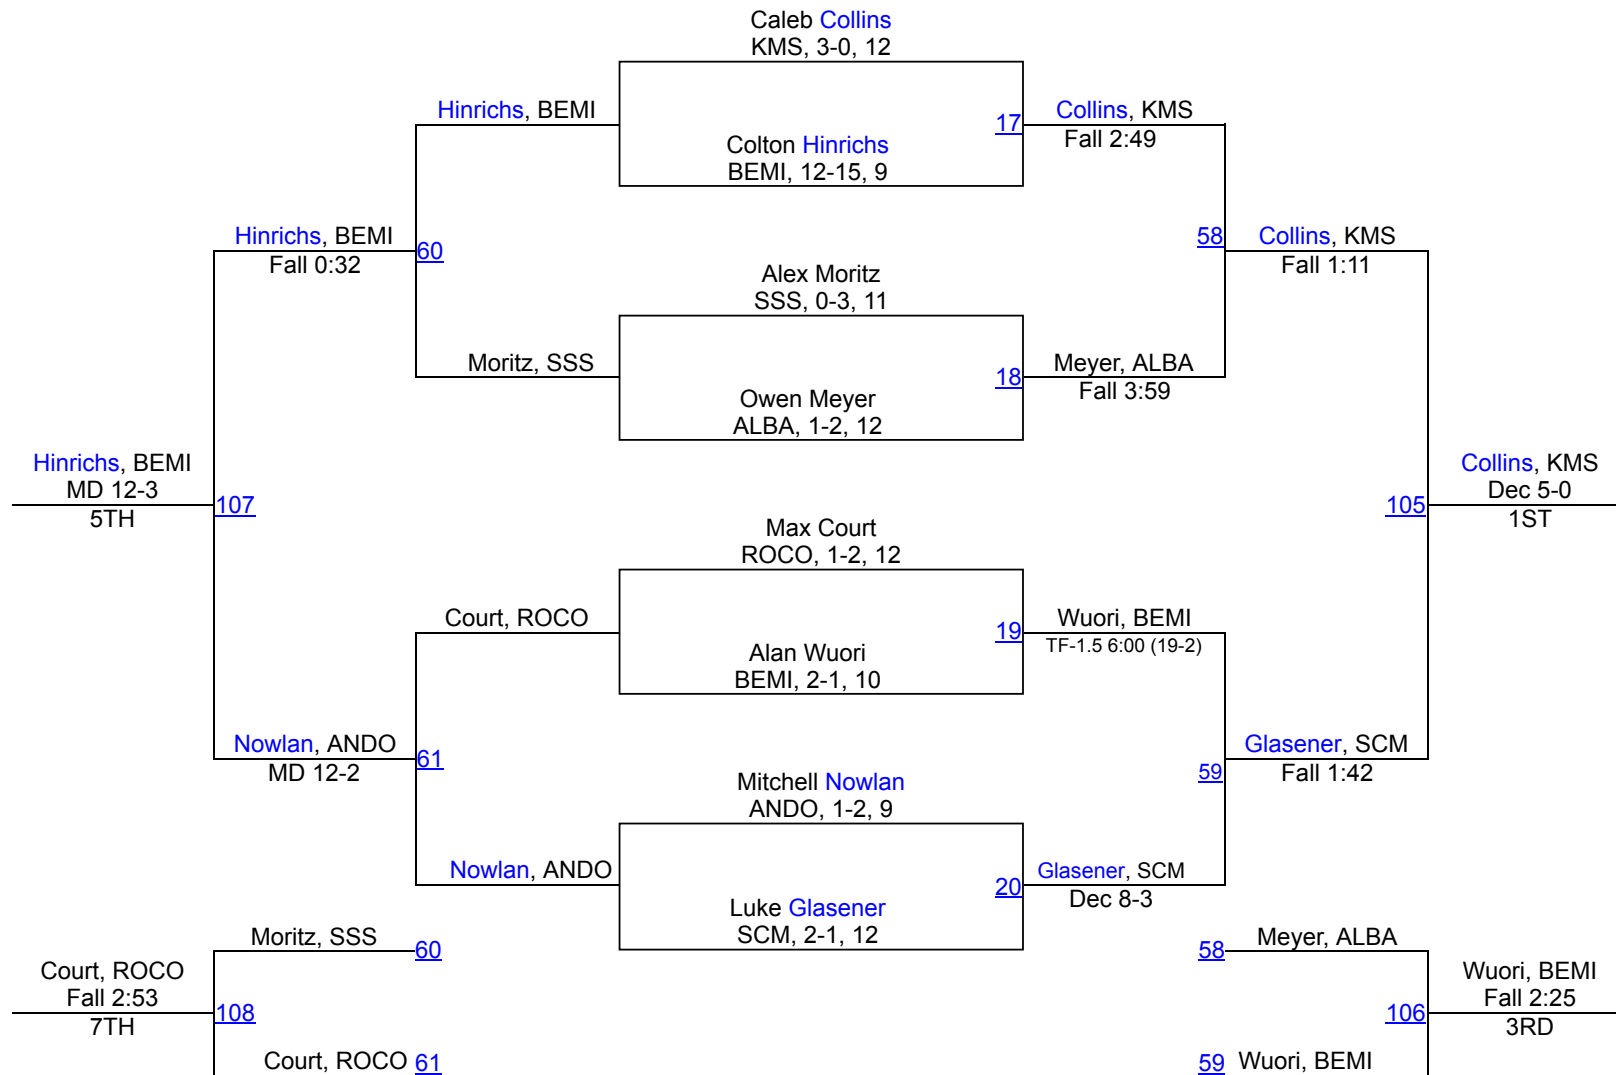 Caleb Collins
KMS, 3-0, 12
Hinrichs, BEMI
17
Collins, KMS
Fall 2:49
Colton Hinrichs
BEMI, 12-15, 9
Hinrichs, BEMI
Fall 0:32
60
58
Collins, KMS
Fall 1:11
Alex Moritz
SSS, 0-3, 11
Moritz, SSS
18
Meyer, ALBA
Fall 3:59
Owen Meyer
ALBA, 1-2, 12
Hinrichs, BEMI
MD 12-3
5TH
107
105
Collins, KMS
Dec 5-0
1ST
Max Court
ROCO, 1-2, 12
Court, ROCO
19
Wuori, BEMI
TF-1.5 6:00 (19-2)
Alan Wuori
BEMI, 2-1, 10
Nowlan, ANDO
MD 12-2
61
59
Glasener, SCM
Fall 1:42
Mitchell Nowlan
ANDO, 1-2, 9
Nowlan, ANDO
20
Glasener, SCM
Dec 8-3
Luke Glasener
SCM, 2-1, 12
Moritz, SSS
60
58
Meyer, ALBA
Court, ROCO
Fall 2:53
7TH
108
106
Wuori, BEMI
Fall 2:25
3RD
Court, ROCO
61
59
Wuori, BEMI